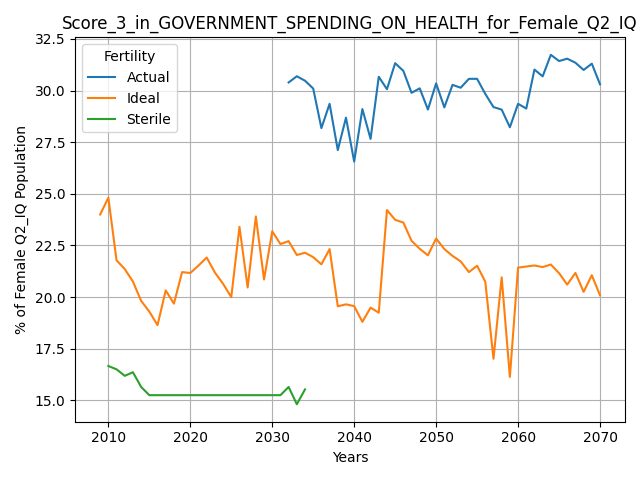 Score_3_in_GOVERNMENT_SPENDING_ON_HEALTH_for_Female_Q2_IQ
Fertility
Actual
Ideal
Sterile
% of Female Q2_IQ Population
32.5
30.0
27.5
25.0
22.5
20.0
17.5
15.0
2010 2020 2030 2040 2050 2060 2070
Years